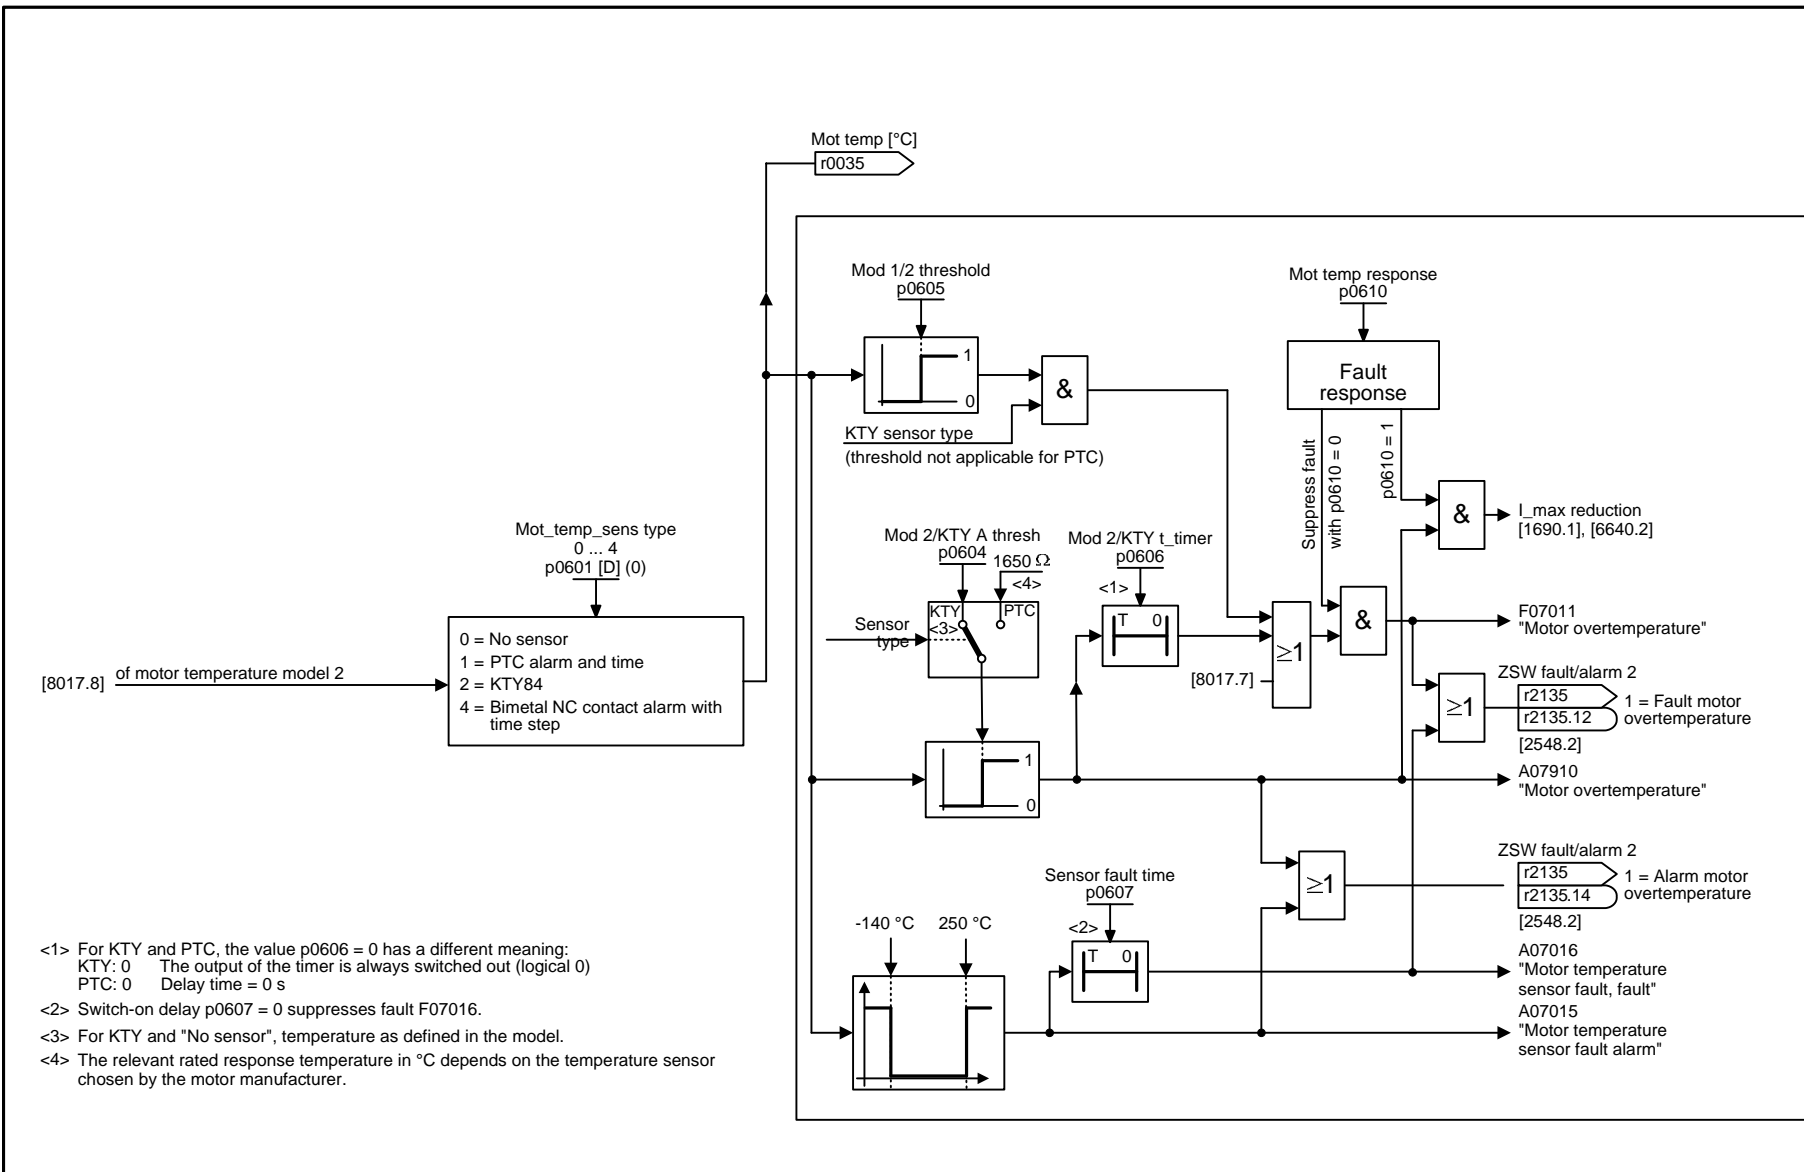 Mot temp [°C]
r0035
Mod 1/2 threshold
p0605
1
0
&
KTY sensor type
(threshold not applicable for PTC)
Mot temp response
p0610
Fault
response
Suppress fault
with p0610 = 0
p0610 = 1
&
I_max reduction
[1690.1], [6640.2]
Mot_temp_sens type
0 ... 4
p0601 [D] (0)
0 = No sensor
1 = PTC alarm and time
2 = KTY84
4 = Bimetal NC contact alarm with
time step
[8017.8]
of motor temperature model 2
Mod 2/KTY A thresh
p0604
1650 Ω
<4>
KTY
PTC
<3>
Sensor
type
Mod 2/KTY t_timer
p0606
<1>
T 0
≥1
[8017.7]
&
F07011
"Motor overtemperature"
ZSW fault/alarm 2
r2135
r2135.12
1 = Fault motor
overtemperature
[2548.2]
≥1
1
0
A07910
"Motor overtemperature"
≥1
ZSW fault/alarm 2
r2135
r2135.14
1 = Alarm motor
overtemperature
[2548.2]
Sensor fault time
p0607
<2>
T 0
-140 °C
250 °C
A07016
"Motor temperature
sensor fault, fault"
A07015
"Motor temperature
sensor fault alarm"
<1> For KTY and PTC, the value p0606 = 0 has a different meaning:
KTY: 0 The output of the timer is always switched out (logical 0)
PTC: 0 Delay time = 0 s
<2> Switch-on delay p0607 = 0 suppresses fault F07016.
<3> For KTY and "No sensor", temperature as defined in the model.
<4> The relevant rated response temperature in °C depends on the temperature sensor
chosen by the motor manufacturer.